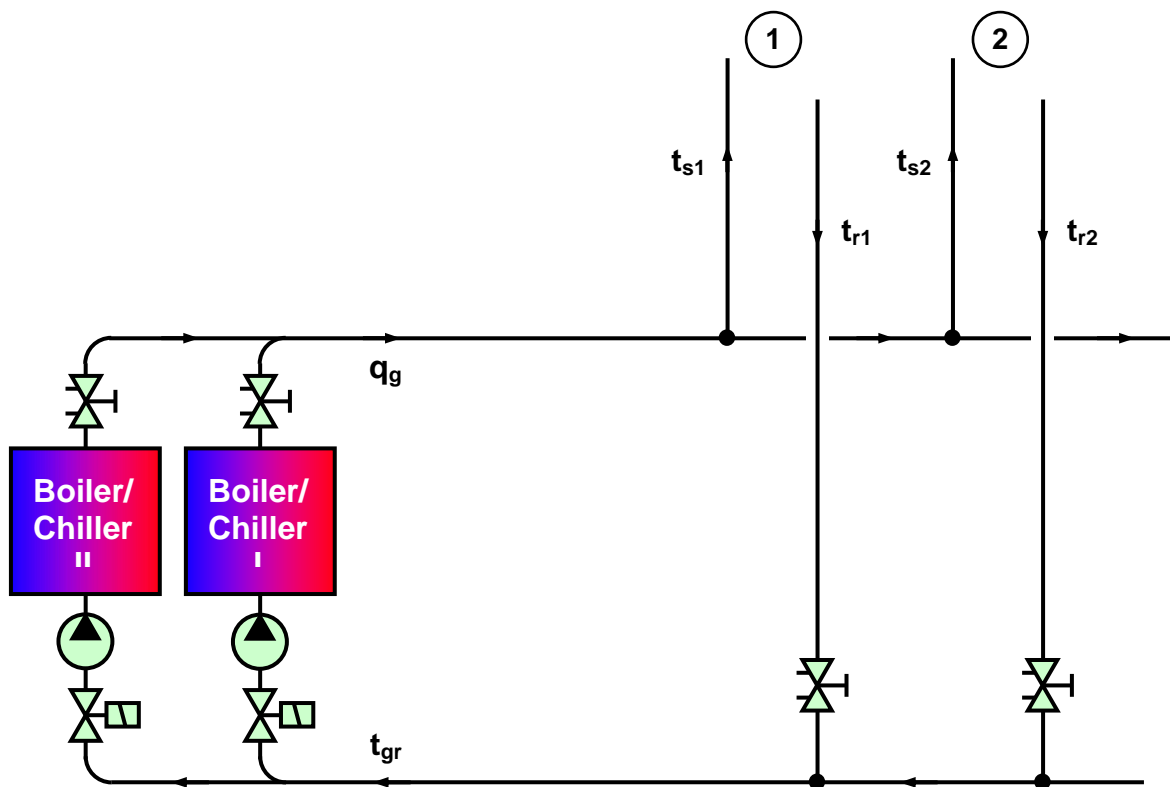 1
2
ts1
ts2
tr1
tr2
qg
Boiler/
Chiller
II
Boiler/
Chiller
I
tgr